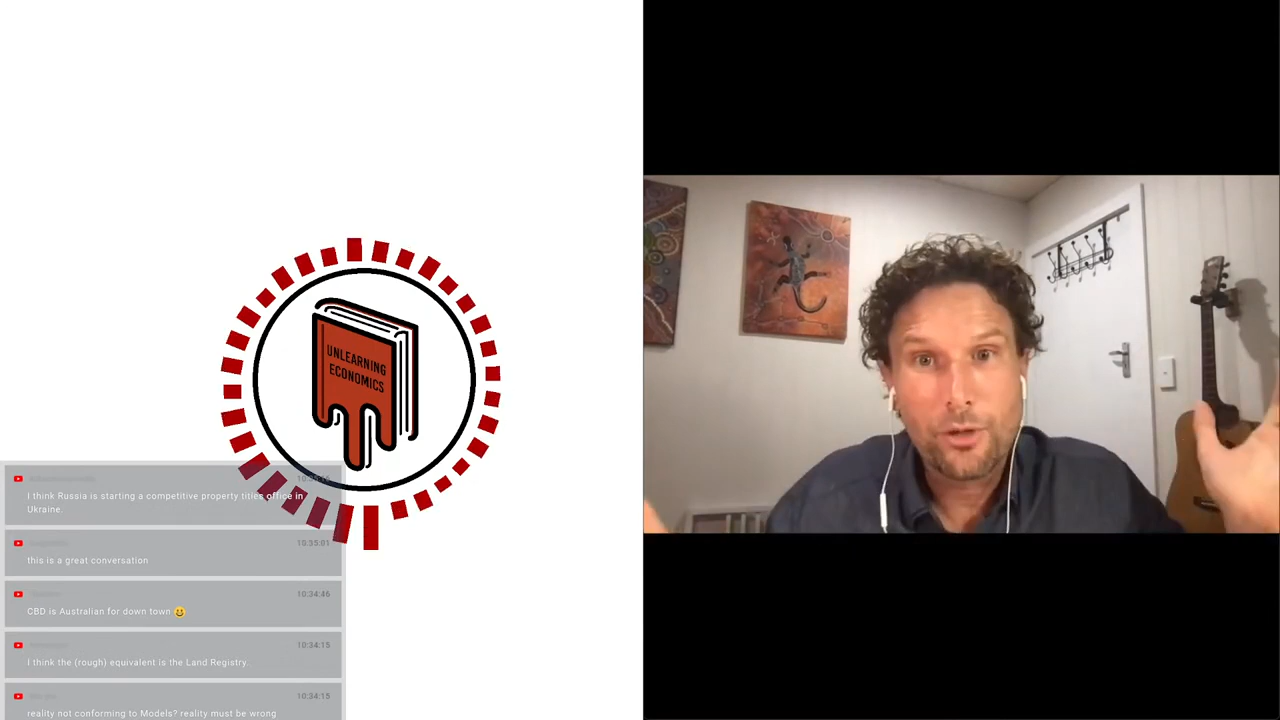 UNLEARNING
ECONOMICS
I think Russia is starting a competitive property titles office in
Ukraine.
10:35:01
this is a great conversation
10:34:46
CBD is Australian for down town 😀
10:34:15
I think the (rough) equivalent is the Land Registry.
10:34:15
reality not conforming to Models? reality must be wrong